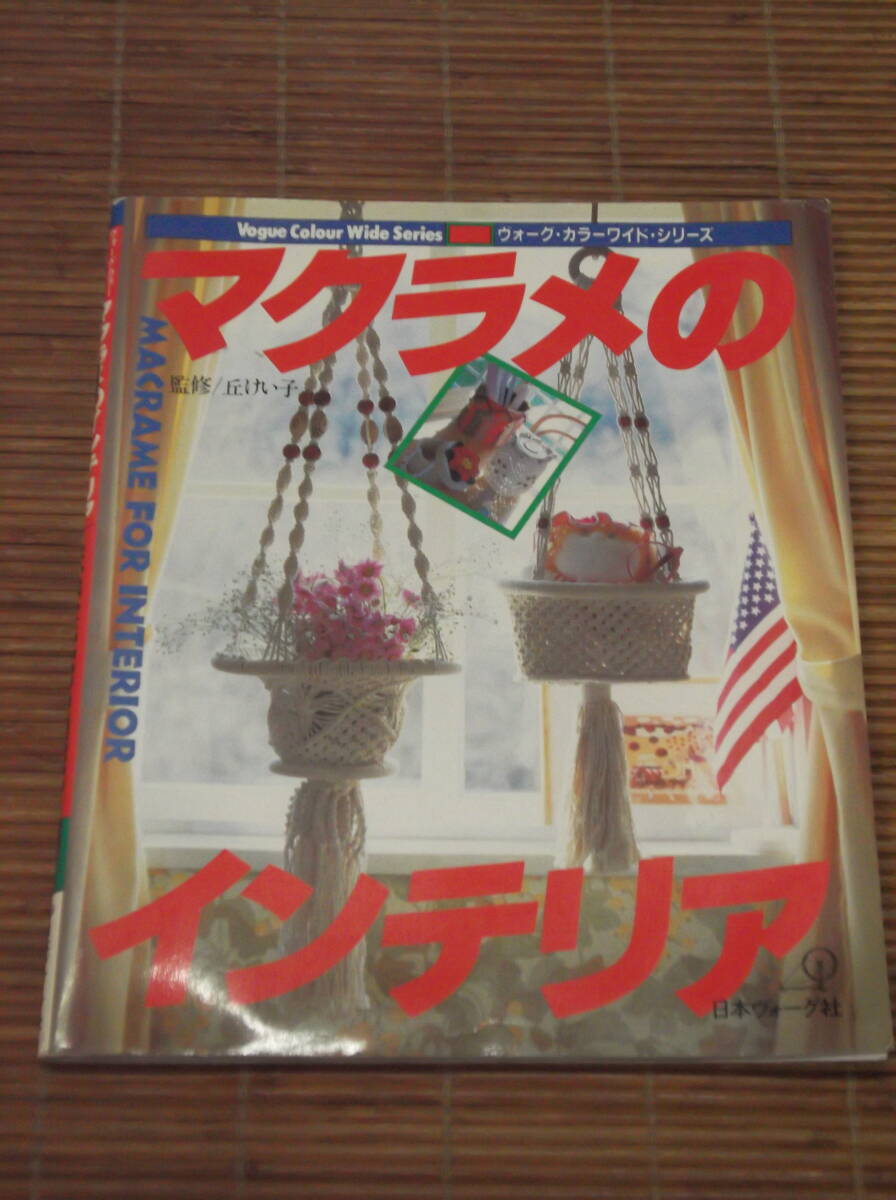 Vogue Colour Wide Series ヴォーグ・カラーワイド・シリーズ
マクラメの
監修/丘けい子
MACRAME FOR INTERIOR
インテリア
日本ヴォーグ社